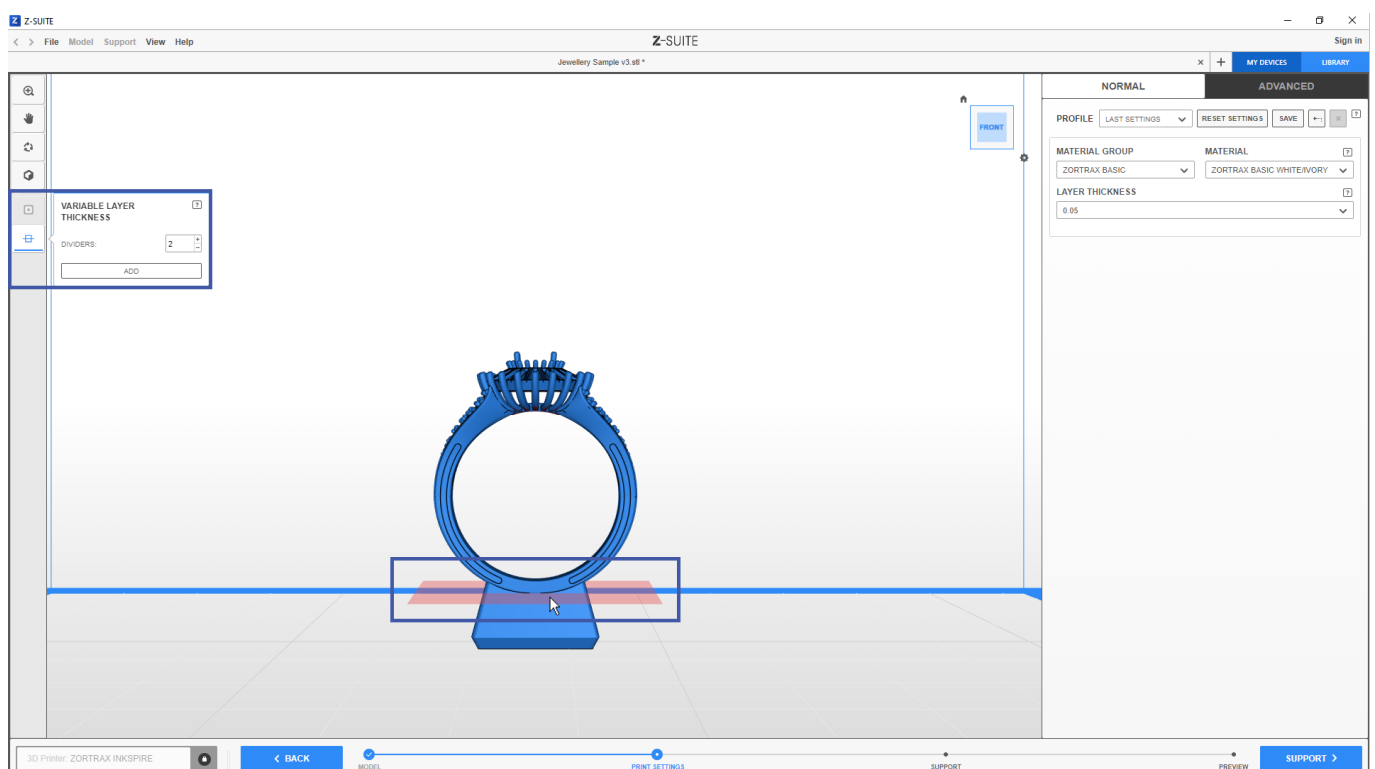 Z Z-SUITE
< > File Model Support View Help
Z-SUITE
Sign in
Jewellery Sample v3.stl *
× +
MY DEVICES
LIBRARY
FRONT
VARIABLE LAYER
THICKNESS
?
DIVIDERS:
2
+
-
ADD
NORMAL
ADVANCED
PROFILE
LAST SETTINGS
RESET SETTINGS
SAVE
?
MATERIAL GROUP
MATERIAL
?
ZORTRAX BASIC
ZORTRAX BASIC WHITE/IVORY
LAYER THICKNESS
?
0.05
3D Printer: ZORTRAX INKSPIRE
< BACK
MODEL
PRINT SETTINGS
SUPPORT
PREVIEW
SUPPORT >